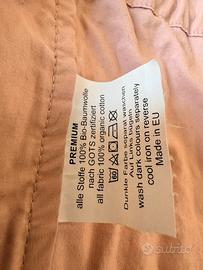 PREMIUM
alle Stoffe 100% Bio-Baumwolle
nach GOTS zertifiziert
all fabric 100% organic cotton
Dunkle Farbe separat waschen
Auf Links bügeln
wash dark colours separately
cool iron on reverse
Made in EU
subito